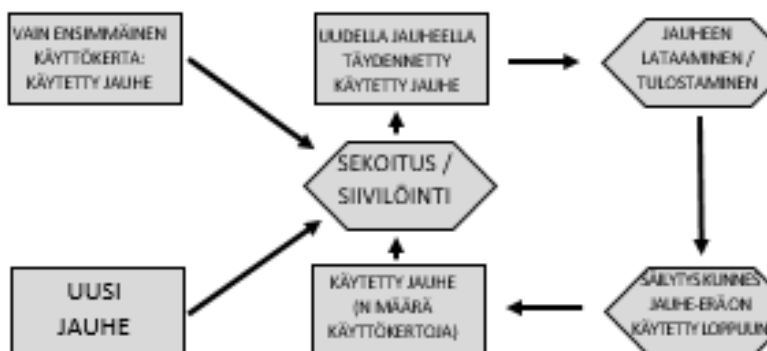 VAIN ENSIMMÄINEN
KÄYTTÖKERTA:
KÄYTETTY JAUHE
UUDELLA JAUHEELLA
TÄYDENNETTY
KÄYTETTY JAUHE
JAUHEEN
LATAAMINEN /
TULOSTAMINEN
SEKOITUS /
SIIVILÖINTI
UUSI
JAUHE
KÄYTETTY JAUHE
(N MÄÄRÄ
KÄYTTÖKERTOJA)
SÄILYTYS KUNNES
JAUHE-ERÄ ON
KÄYTETTY LOPPUUN